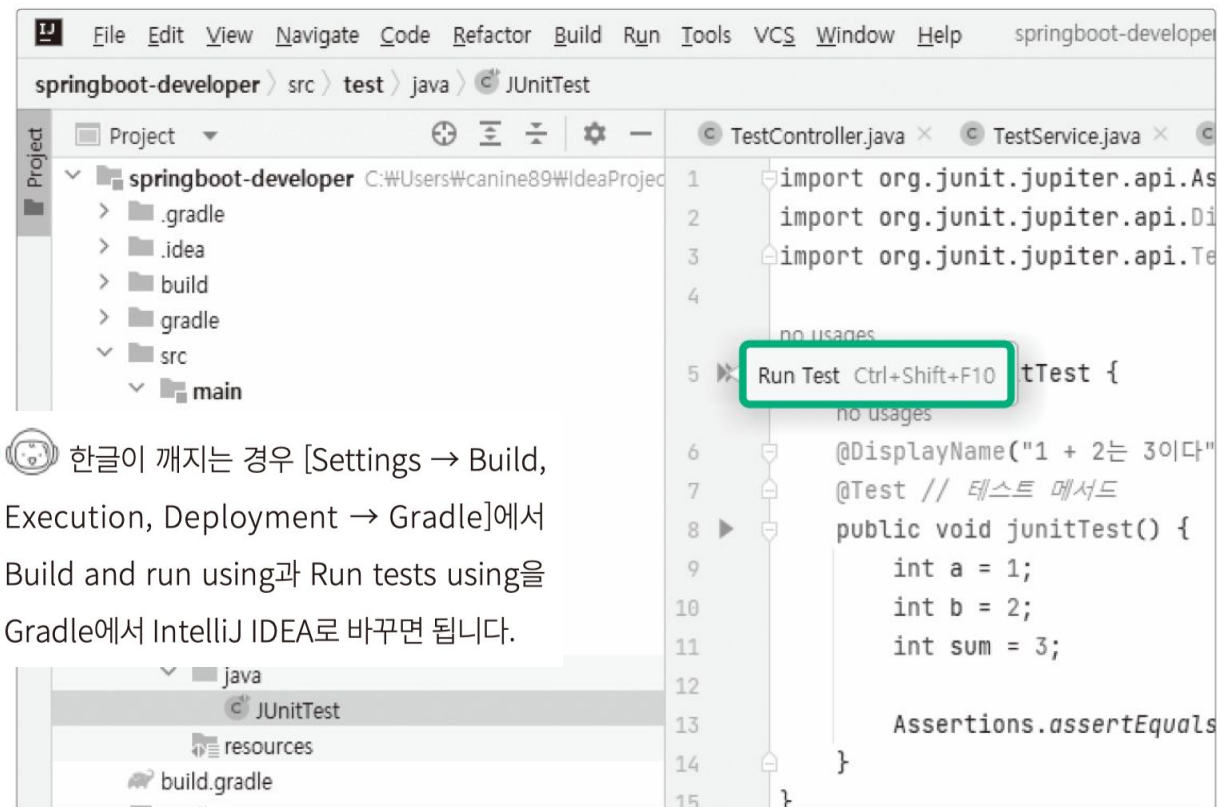 File Edit View Navigate Code Refactor Build Run Tools VCS Window Help springboot-developer
springboot-developer 〉 src 〉 test 〉 java 〉 JUnitTest
Project
Project
TestController.java
TestService.java
springboot-developer C:₩Users₩canine89₩IdeaProjec
.gradle
.idea
build
gradle
src
main
한글이 깨지는 경우 [Settings → Build,
Execution, Deployment → Gradle]에서
Build and run using과 Run tests using을
Gradle에서 IntelliJ IDEA로 바꾸면 됩니다.
java
JUnitTest
resources
build.gradle
1 import org.junit.jupiter.api.As
2 import org.junit.jupiter.api.Di
3 import org.junit.jupiter.api.Te
4
no usages
5 Run Test Ctrl+Shift+F10 tTest {
no usages
6 @DisplayName("1 + 2는 3이다"
7 @Test // 테스트 메서드
8 public void junitTest() {
9 int a = 1;
10 int b = 2;
11 int sum = 3;
12
13 Assertions.assertEquals
14 }
15 }